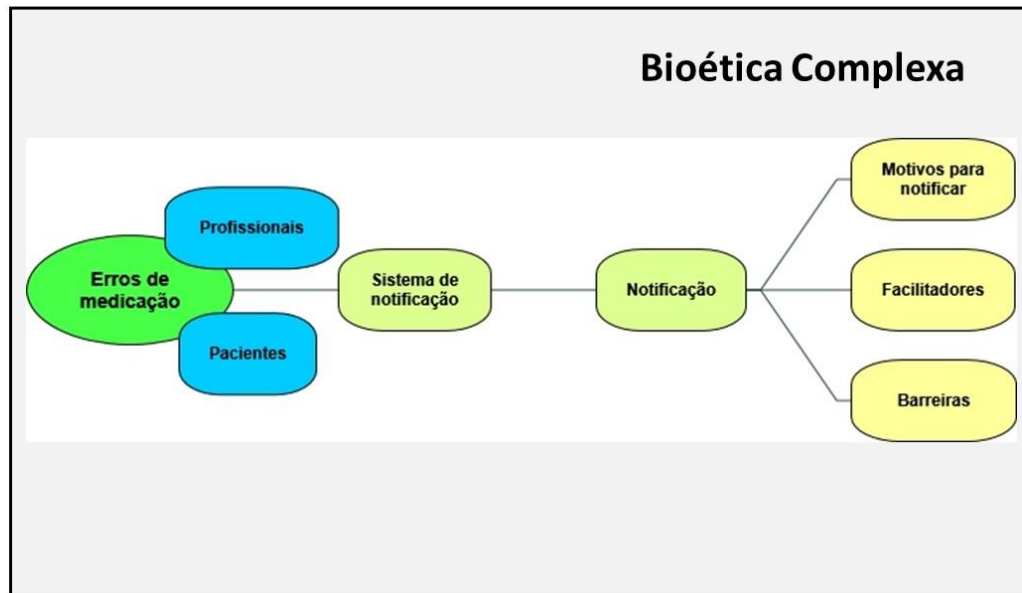 Bioética Complexa
Profissionais
Erros de
medicação
Pacientes
Sistema de
notificação
Notificação
Motivos para
notificar
Facilitadores
Barreiras